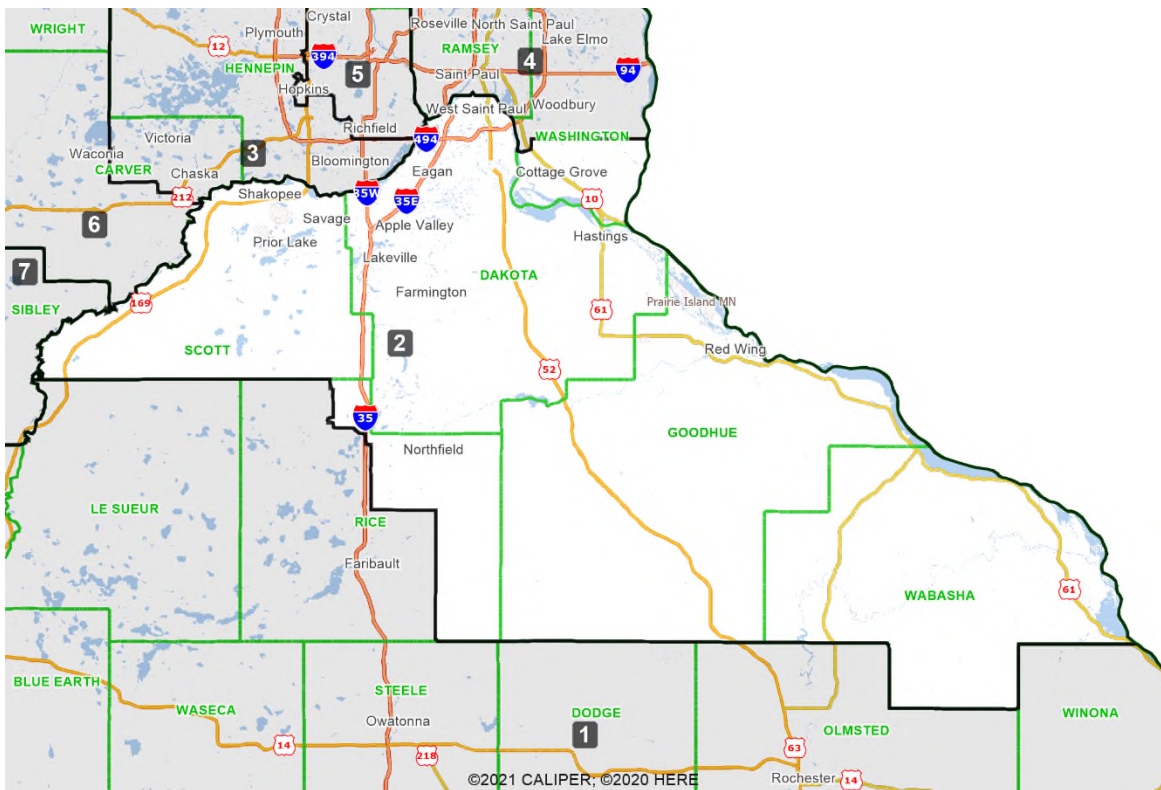 Crystal
Roseville North Saint Paul
WRIGHT
Plymouth
Lake Elmo
12
RAMSEY
394
4
HENNEPIN
5
Saint Paul
94
Hopkins
West Saint Paul
Woodbury
Richfield
Victoria
494
WASHINGTON
Waconia
3
Bloomington
CARVER
Chaska
Eagan
Cottage Grove
212
Shakopee
35W
35E
10
6
Savage
Apple Valley
Prior Lake
Hastings
Lakeville
7
DAKOTA
Farmington
169
Prairie Island MN
SIBLEY
61
SCOTT
2
Red Wing
52
35
GOODHUE
Northfield
LE SUEUR
RICE
Faribault
WABASHA
61
BLUE EARTH
STEELE
WASECA
DODGE
WINONA
Owatonna
1
OLMSTED
14
218
63
Rochester
14
©2021 CALIPER; ©2020 HERE